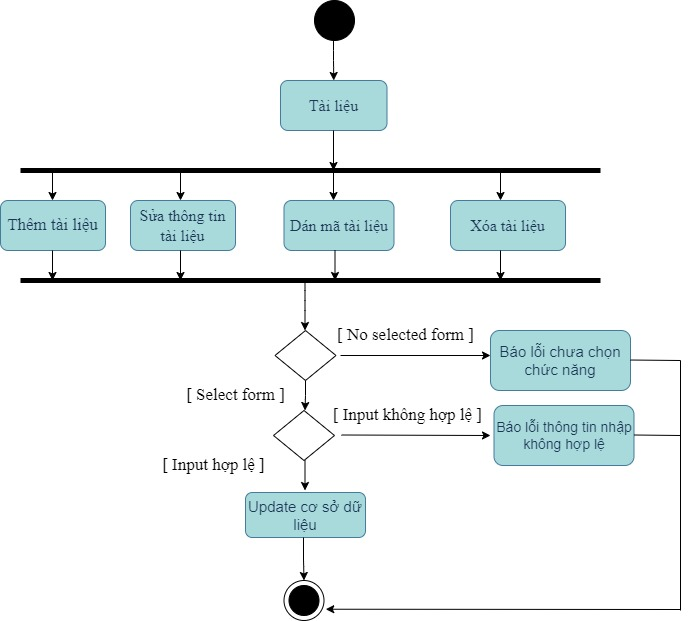 Tài liệu
Thêm tài liệu
Sửa thông tin
tài liệu
Dán mã tài liệu
Xóa tài liệu
[ No selected form ]
Báo lỗi chưa chọn
chức năng
[ Select form ]
[ Input không hợp lệ ]
Báo lỗi thông tin nhập
không hợp lệ
[ Input hợp lệ ]
Update cơ sở dữ
liệu